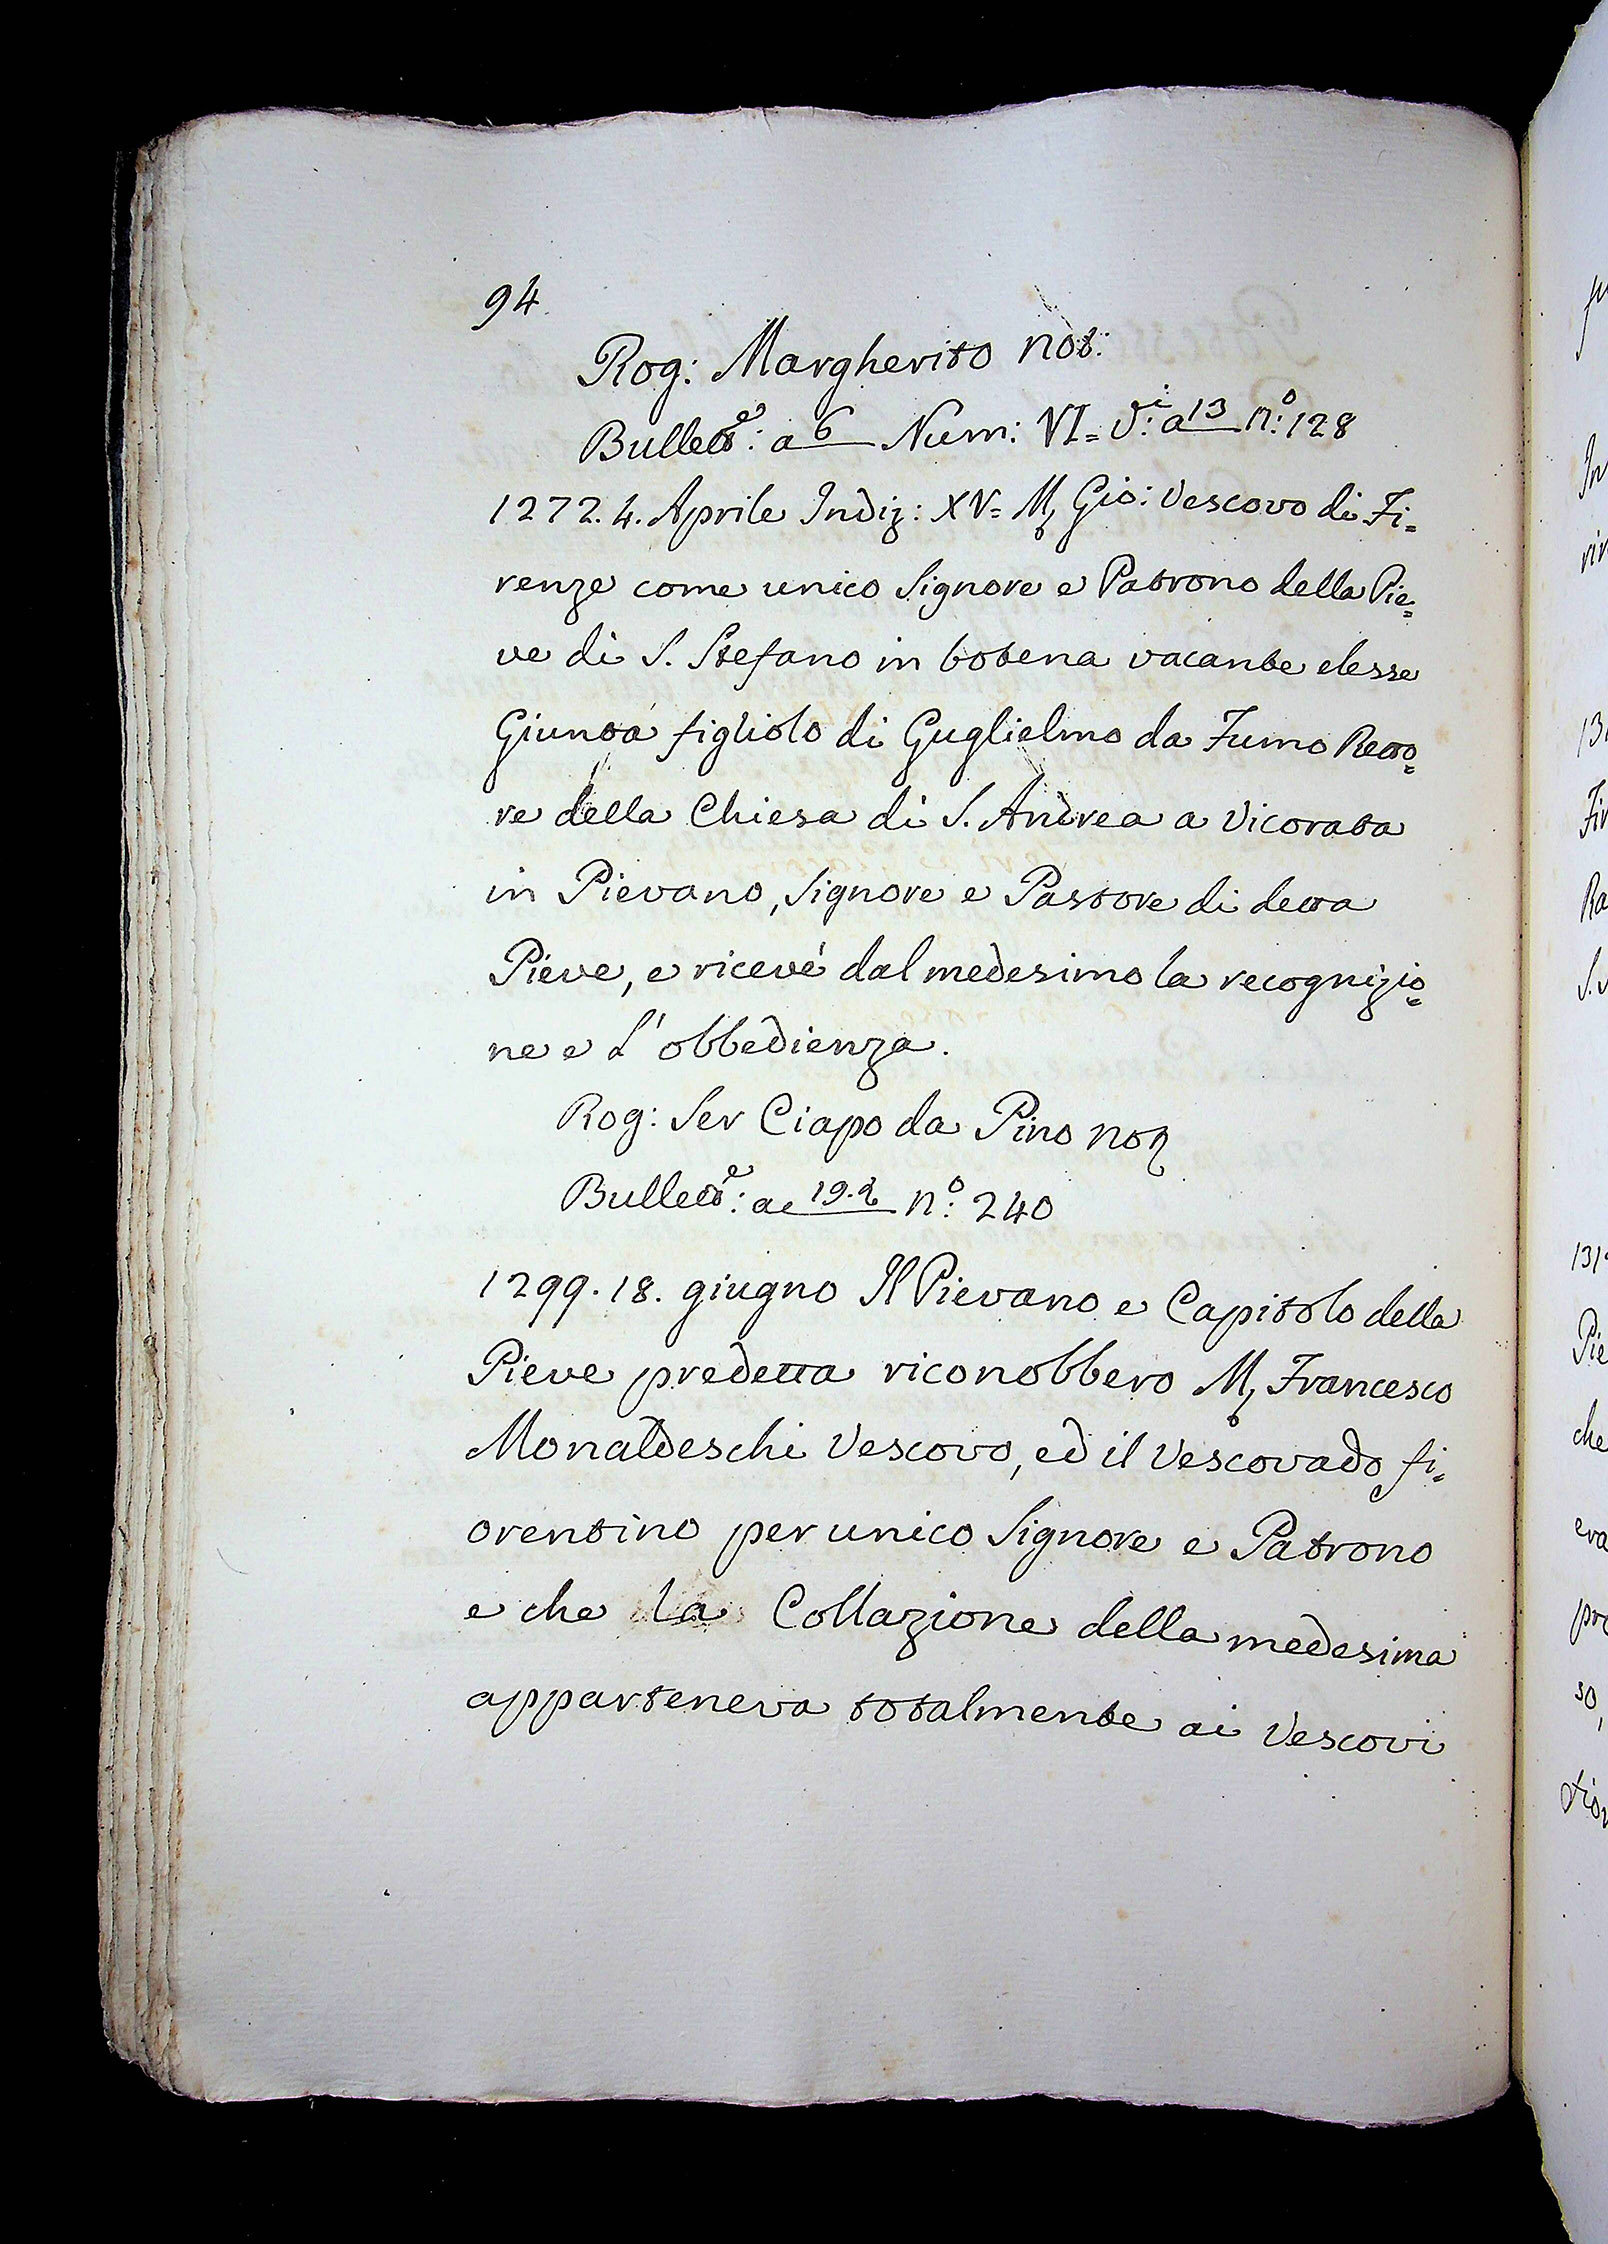 94
Rog: Margherito not:
Bullett.e: a 6 Num: VI= V.i: a 13 n.o: 128
1272. 4. Aprile Indiz: XV= M. Gio: Vescovo di Fi=
renze come unico Signore e Patrono della Pie=
ve di S. Stefano in botena vacante elesse
Giunta figliolo di Guglielmo da Fumo Retto=
re della Chiesa di S. Andrea a Vicorata
in Pievano, Signore e Pastore di detta
Pieve, e ricevé dal medesimo la recognizio=
ne e L'obbedienza.
Rog: Ser Ciapo da Pino not
Bullett.e: a 19.2 n.o: 240
1299. 18. giugno Il Pievano e Capitolo della
Pieve predetta riconobbero M. Francesco
Monaldeschi Vescovo, ed il Vescovado fi=
orentino per unico Signore e Patrono
e che la Collazione della medesima
apparteneva totalmente ai Vescovi